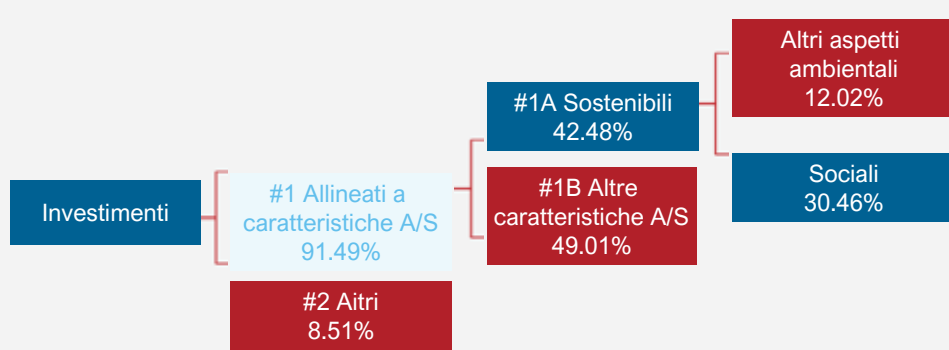 Investimenti
#1 Allineati a
caratteristiche A/S
91.49%
#2 Aitri
8.51%
#1A Sostenibili
42.48%
#1B Altre
caratteristiche A/S
49.01%
Altri aspetti
ambientali
12.02%
Sociali
30.46%